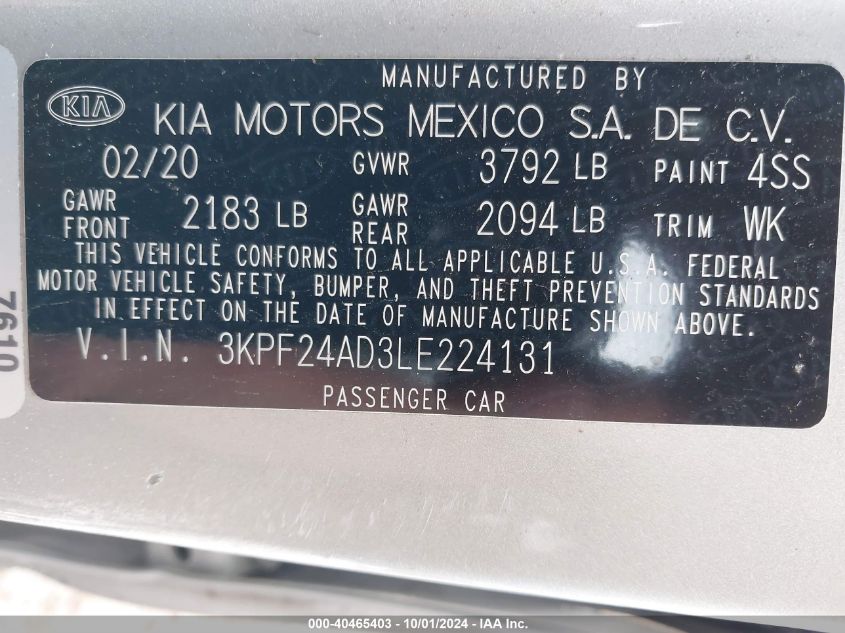 MANUFACTURED BY
KIA
KIA MOTORS MEXICO S.A. DE C.V.
02/20 GVWR 3792 LB PAINT 4SS
GAWR FRONT 2183 LB GAWR REAR 2094 LB TRIM WK
THIS VEHICLE CONFORMS TO ALL APPLICABLE U.S.A. FEDERAL
MOTOR VEHICLE SAFETY, BUMPER, AND THEFT PREVENTION STANDARDS
IN EFFECT ON THE DATE OF MANUFACTURE SHOWN ABOVE.
V.I.N. 3KPF24AD3LE224131
PASSENGER CAR
7610
000-40465403 - 10/01/2024 - IAA Inc.